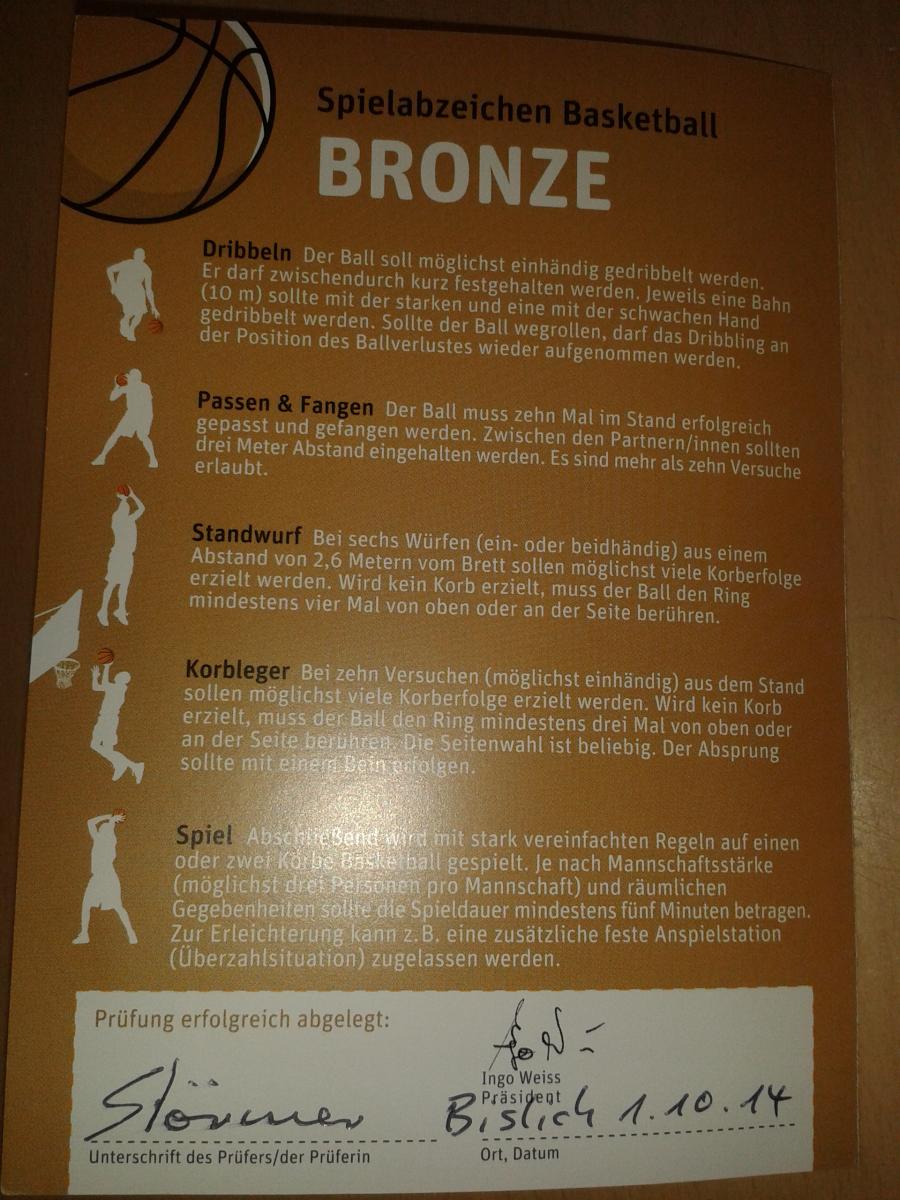 Spielabzeichen Basketball
BRONZE
Dribbeln Der Ball soll möglichst einhändig gedribbelt werden.
Er darf zwischendurch kurz festgehalten werden. Jeweils eine Bahn
(10 m) sollte mit der starken und eine mit der schwachen Hand
gedribbelt werden. Sollte der Ball wegrollen, darf das Dribbling an
der Position des Ballverlustes wieder aufgenommen werden.
Passen & Fangen Der Ball muss zehn Mal im Stand erfolgreich
gepasst und gefangen werden. Zwischen den Partnern/innen sollten
drei Meter Abstand eingehalten werden. Es sind mehr als zehn Versuche
erlaubt.
Standwurf Bei sechs Würfen (ein- oder beidhändig) aus einem
Abstand von 2,6 Metern vom Brett sollen möglichst viele Korberfolge
erzielt werden. Wird kein Korb erzielt, muss der Ball den Ring
mindestens vier Mal von oben oder an der Seite berühren.
Korbleger Bei zehn Versuchen (möglichst einhändig) aus dem Stand
sollen möglichst viele Korberfolge erzielt werden. Wird kein Korb
erzielt, muss der Ball den Ring mindestens drei Mal von oben oder
an der Seite berühren. Die Seitenwahl ist beliebig. Der Absprung
sollte mit einem Bein erfolgen.
Spiel Abschließend wird mit stark vereinfachten Regeln auf einen
oder zwei Körbe Basketball gespielt. Je nach Mannschaftsstärke
(möglichst drei Personen pro Mannschaft) und räumlichen
Gegebenheiten sollte die Spieldauer mindestens fünf Minuten betragen.
Zur Erleichterung kann z.B. eine zusätzliche feste Anspielstation
(Überzahlsituation) zugelassen werden.
Prüfung erfolgreich abgelegt:
Ingo Weiss
Präsident
Bislich 1.10.14
Unterschrift des Prüfers/der Prüferin
Ort, Datum